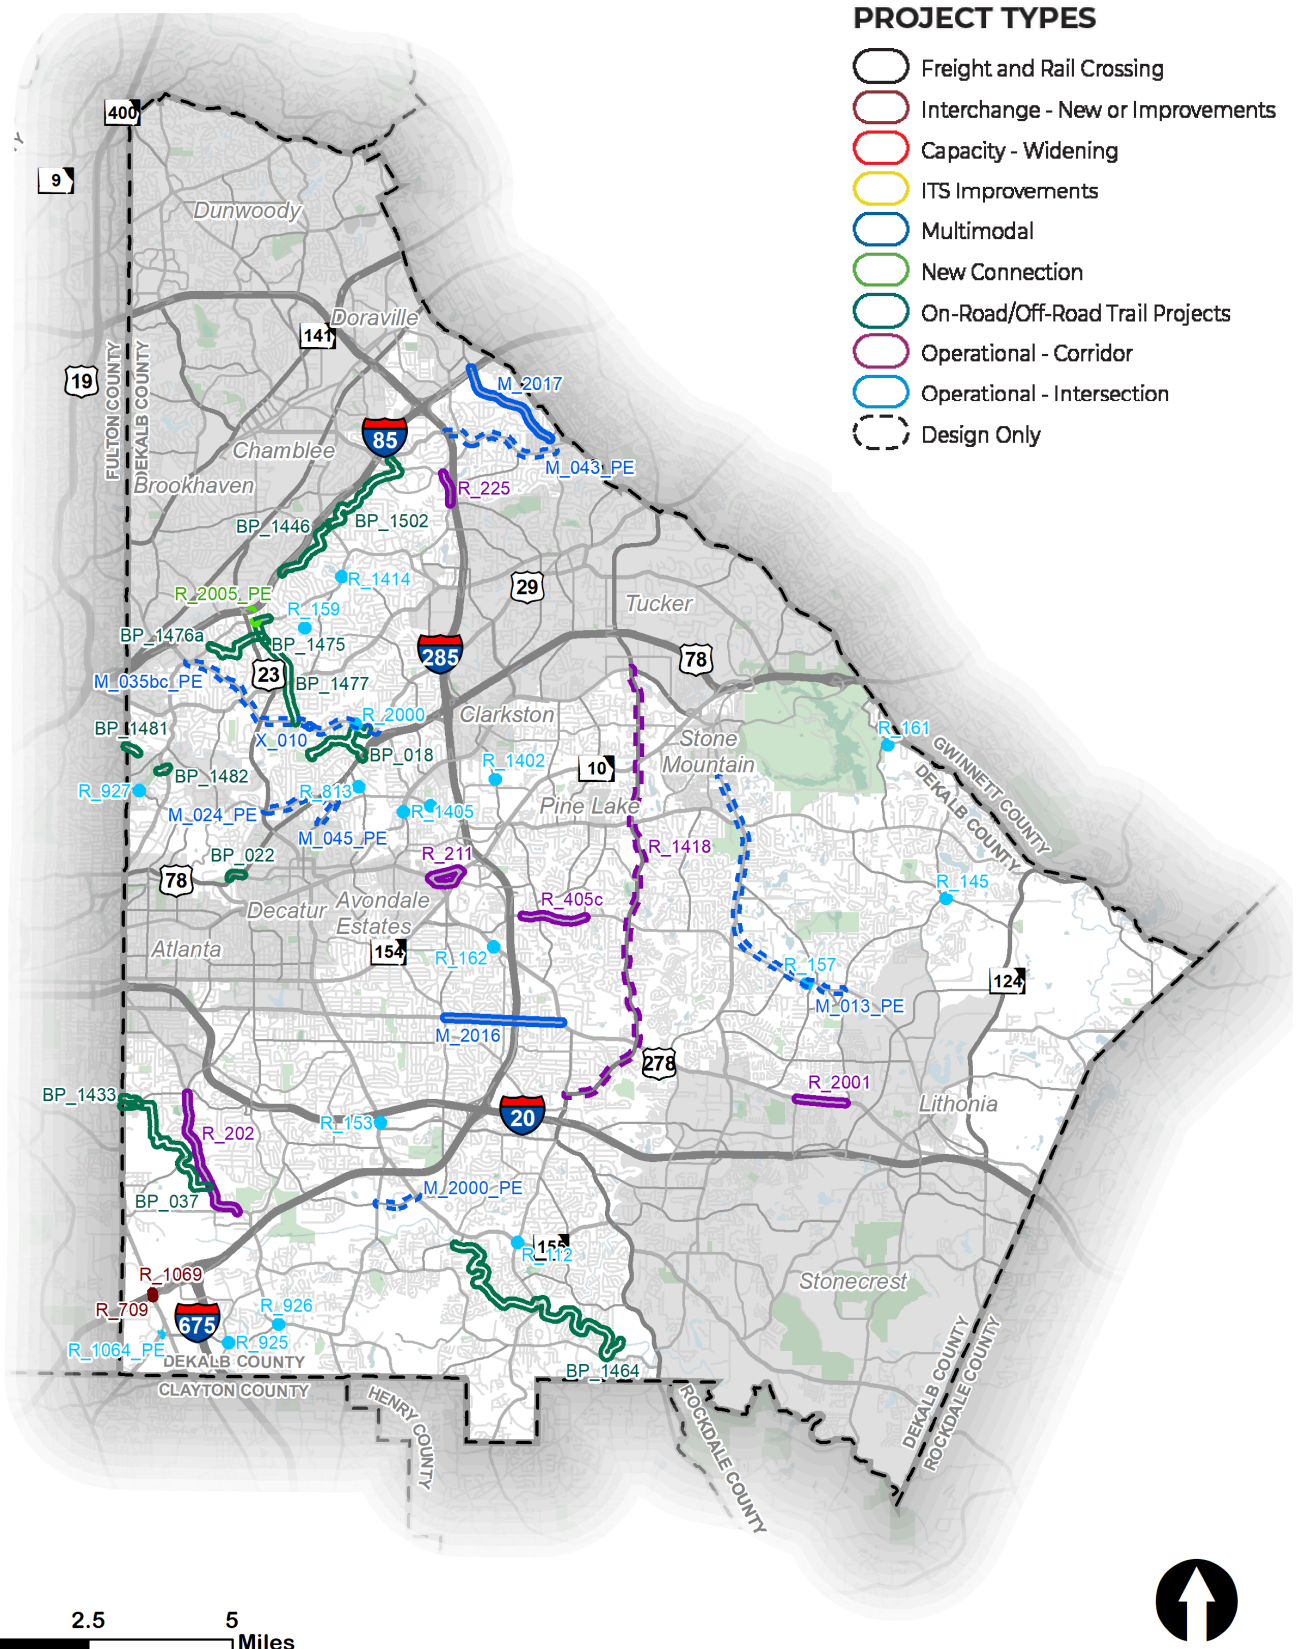 PROJECT TYPES
Freight and Rail Crossing
Interchange - New or Improvements
Capacity - Widening
ITS Improvements
Multimodal
New Connection
On-Road/Off-Road Trail Projects
Operational - Corridor
Operational - Intersection
Design Only
400
9
Dunwoody
141
Doraville
19
FULTON COUNTY
DEKALB COUNTY
M_2017
85
Chamblee
M_043_PE
Brookhaven
R_225
BP_1446
BP_1502
R_1414
29
R_2005_PE
R_159
Tucker
BP_1476a
BP_1475
285
78
23
M_035bc_PE
BP_1477
R_2000
Clarkston
BP_1481
X_010
R_161
Stone
Mountain
BP_018
GWINNETT COUNTY
DEKALB COUNTY
R_1402
10
BP_1482
R_927
R_813
Pine Lake
M_024_PE
R_1405
M_045_PE
R_1418
BP_022
R_211
78
R_145
Decatur
Avondale
Estates
R_405c
Atlanta
154
R_162
R_157
124
M_013_PE
M_2016
278
R_2001
BP_1433
Lithonia
20
R_153
R_202
M_2000_PE
BP_037
155
R_112
R_1069
Stonecrest
R_709
R_926
675
R_1064_PE
R_925
DEKALB COUNTY
CLAYTON COUNTY
BP_1464
HENRY COUNTY
ROCKDALE COUNTY
DEKALB COUNTY
ROCKDALE COUNTY
2.5
5
Miles